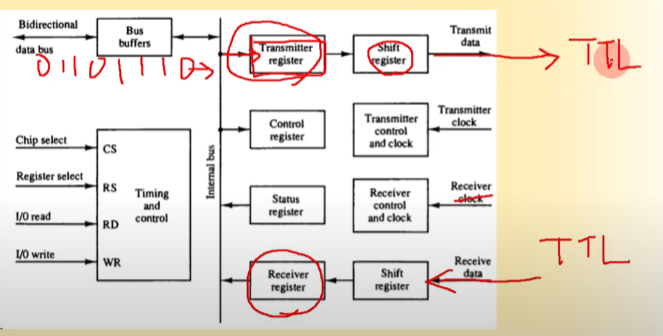 Bidirectional
data bus
Bus
buffers
01101110
Transmitter
register
Shift
register
Transmit
data
TTL
Control
register
Transmitter
control
and clock
Transmitter
clock
Chip select
CS
Register select
RS
Timing
and
control
I/O read
RD
I/O write
WR
Internal bus
Status
register
Receiver
control
and clock
Receiver
clock
Receiver
register
Shift
register
Receive
data
TTL